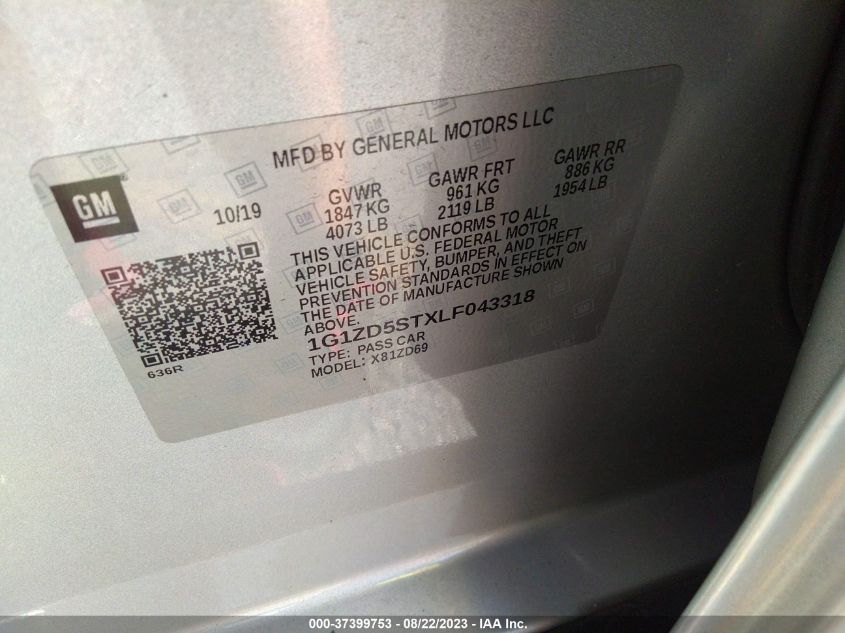 MFD BY GENERAL MOTORS LLC
GM
10/19
GVWR GAWR FRT GAWR RR
1847 KG 961 KG 886 KG
4073 LB 2119 LB 1954 LB
THIS VEHICLE CONFORMS TO ALL
APPLICABLE U.S. FEDERAL MOTOR
VEHICLE SAFETY, BUMPER, AND THEFT
PREVENTION STANDARDS IN EFFECT ON
THE DATE OF MANUFACTURE SHOWN
ABOVE.
1G1ZD5STXLF043318
TYPE: PASS CAR
MODEL: X81ZD69
636R
000-37399753 - 08/22/2023 - IAA Inc.